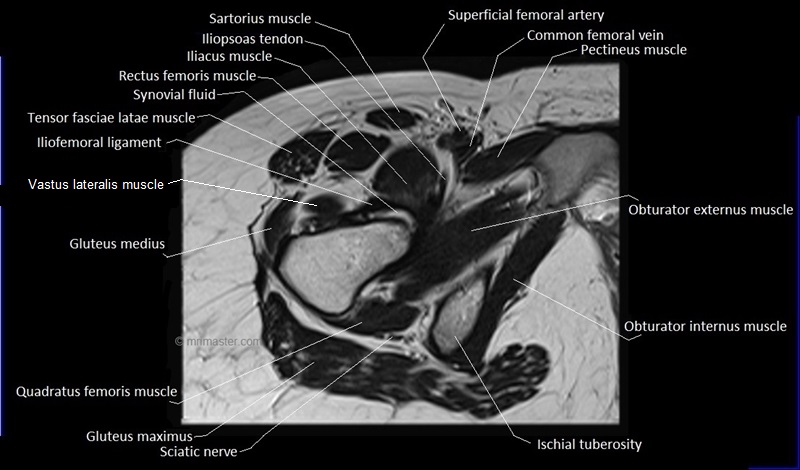 Sartorius muscle
Iliopsoas tendon
Iliacus muscle
Rectus femoris muscle
Synovial fluid
Tensor fasciae latae muscle
Iliofemoral ligament
Vastus lateralis muscle
Gluteus medius
Quadratus femoris muscle
Gluteus maximus
Sciatic nerve
Superficial femoral artery
Common femoral vein
Pectineus muscle
Obturator externus muscle
Obturator internus muscle
Ischial tuberosity
© mrimaster.com